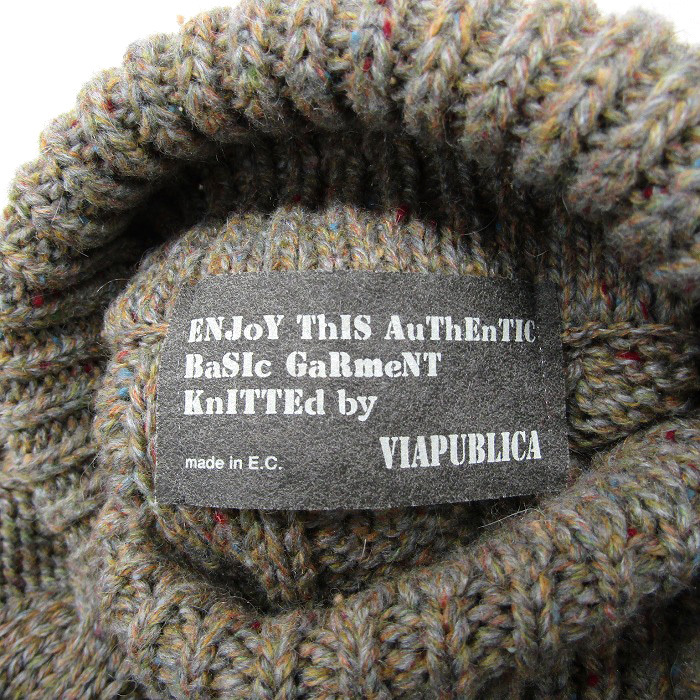 ENJoY ThIS AuThEnTIC
BaSIc GaRmeNT
KnITTEd by
VIAPUBLICA
made in E.C.